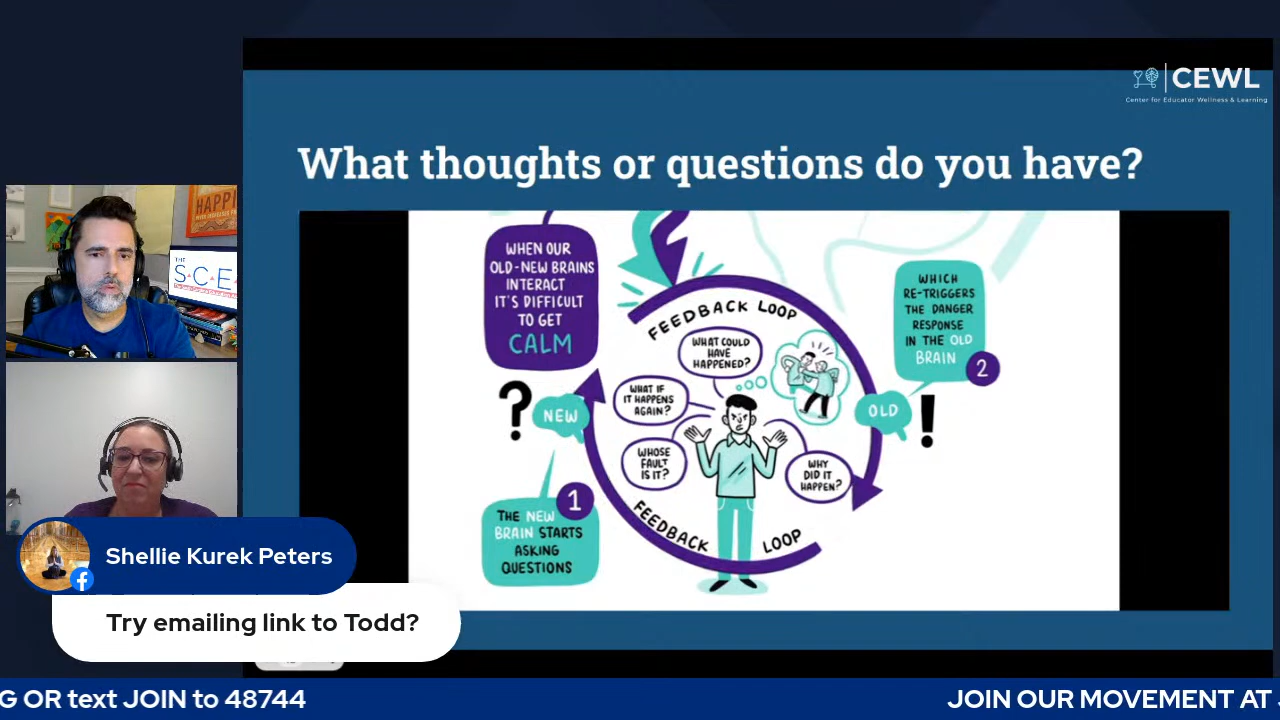 CEWL
Center for Educator Wellness & Learning
What thoughts or questions do you have?
WHEN OUR
OLD-NEW BRAINS
INTERACT
IT'S DIFFICULT
TO GET
CALM
FEEDBACK LOOP
WHAT COULD
HAVE
HAPPENED?
WHAT IF
IT HAPPENS
AGAIN?
WHOSE
FAULT
IS IT?
WHY
DID IT
HAPPEN?
WHICH
RE-TRIGGERS
THE DANGER
RESPONSE
IN THE OLD
BRAIN
2
OLD
!
?
NEW
1
THE NEW
BRAIN STARTS
ASKING
QUESTIONS
FEEDBACK LOOP
HAPPI
THE
S.C.E
Shellie Kurek Peters
Try emailing link to Todd?
G OR text JOIN to 48744
JOIN OUR MOVEMENT AT